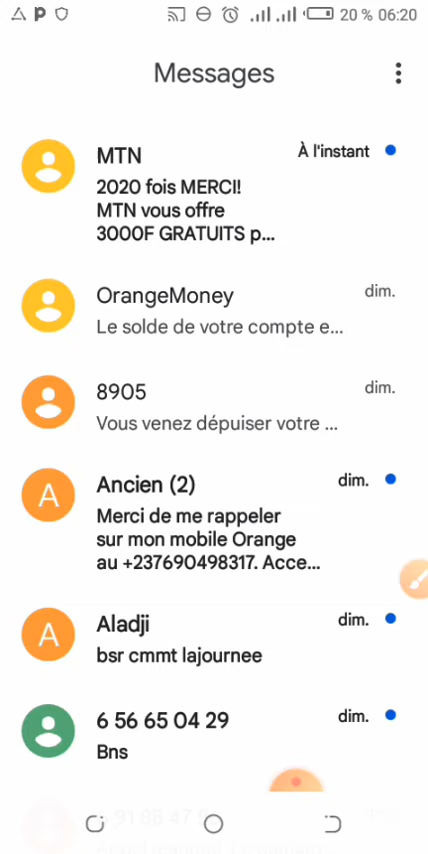 20 % 06:20
Messages
MTN
À l'instant
2020 fois MERCI!
MTN vous offre
3000F GRATUITS p...
OrangeMoney
dim.
Le solde de votre compte e...
8905
dim.
Vous venez dépuiser votre ...
A
Ancien (2)
dim.
Merci de me rappeler
sur mon mobile Orange
au +237690498317. Acce...
A
Aladji
dim.
bsr cmmt lajournee
6 56 65 04 29
dim.
Bns